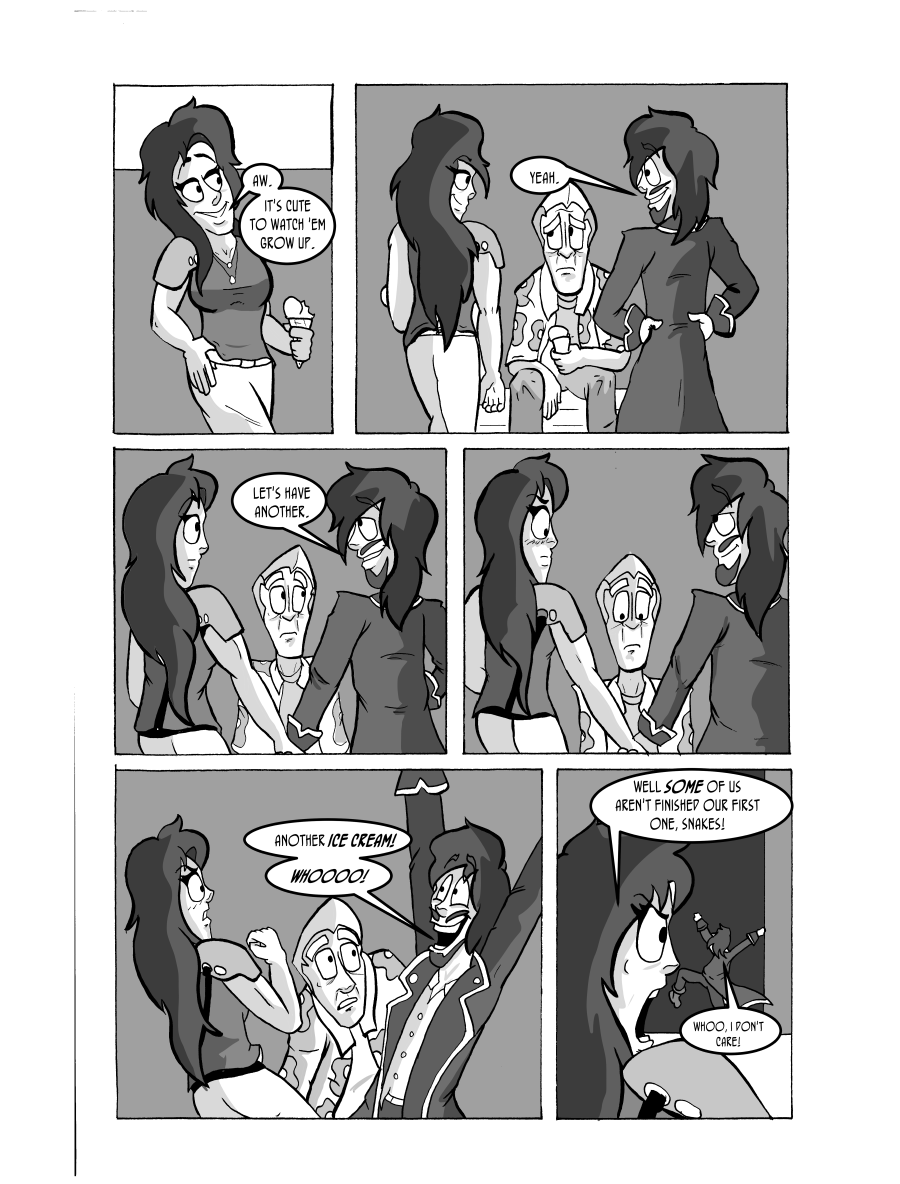 AW.
IT'S CUTE
TO WATCH 'EM
GROW UP.
YEAH.
LET'S HAVE
ANOTHER.
ANOTHER ICE CREAM!
WHOOOO!
WELL SOME OF US
AREN'T FINISHED OUR FIRST
ONE, SNAKES!
WHOO, I DON'T
CARE!